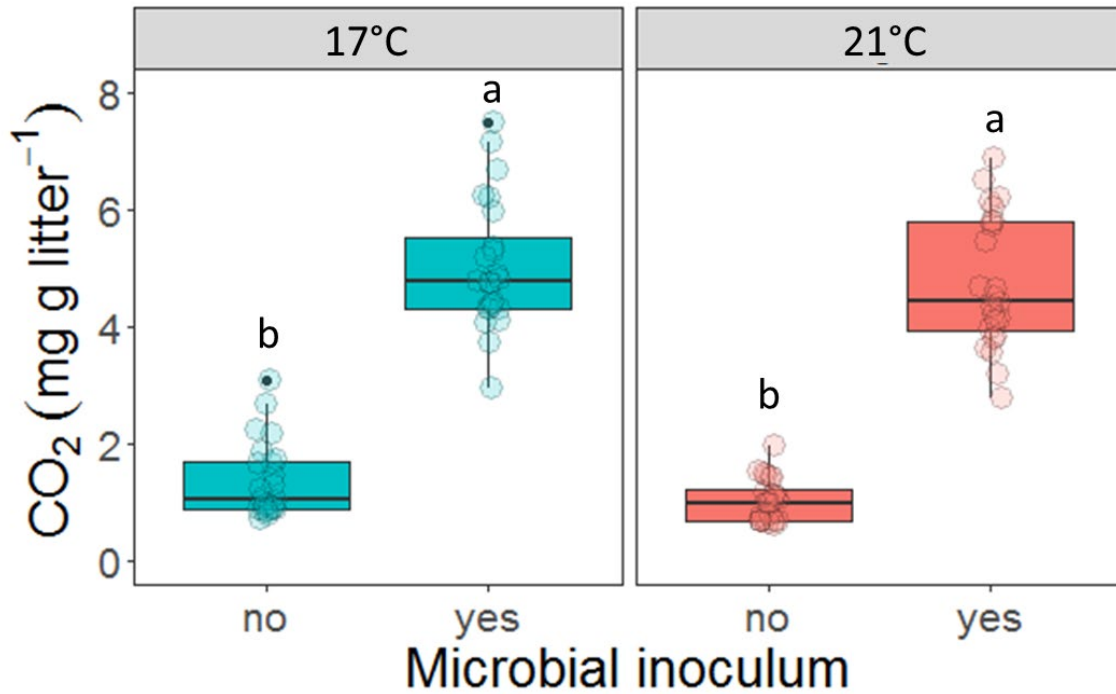 17°C
21°C
CO₂ (mg g litter⁻¹)
8
6
4
2
0
b
a
b
a
no
yes
no
yes
Microbial inoculum